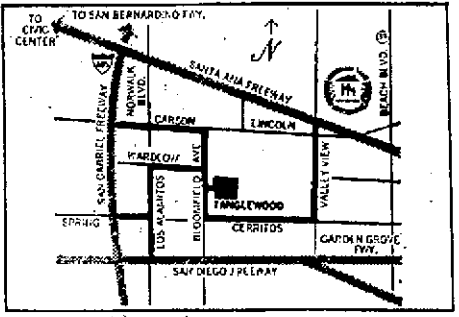 TO SAN BERNARDINO FWY.
TO
CIVIC
CENTER
N
SANTA ANA FREEWAY
BEACH BLVD.
NORWALK
BLVD.
SAN GABRIEL FREEWAY
CARSON
LINCOLN
WARDLOW
AVE
BLOOMFIELD
VALLEY VIEW
TANGLEWOOD
LOS ALAMITOS
SPRING
CERRITOS
GARDEN GROVE
FWY.
SAN DIEGO FREEWAY